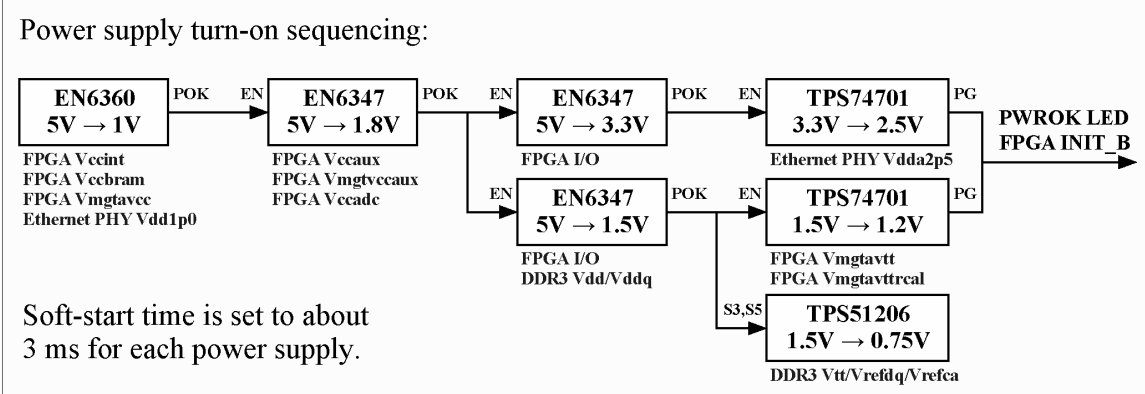 Power supply turn-on sequencing:
EN6360
5V → 1V
POK
EN
EN6347
5V → 1.8V
POK
EN
EN6347
5V → 3.3V
POK
EN
TPS74701
3.3V → 2.5V
PG
PWROK LED
FPGA INIT_B
FPGA Vccint
FPGA Vccbram
FPGA Vmgtavcc
Ethernet PHY Vdd1p0
FPGA Vccaux
FPGA Vmgtvccaux
FPGA Vccadc
FPGA I/O
Ethernet PHY Vdda2p5
EN
EN6347
5V → 1.5V
POK
EN
TPS74701
1.5V → 1.2V
PG
FPGA I/O
DDR3 Vdd/Vddq
FPGA Vmgtavtt
FPGA Vmgtavttrcal
S3,S5
TPS51206
1.5V → 0.75V
DDR3 Vtt/Vrefdq/Vrefca
Soft-start time is set to about
3 ms for each power supply.